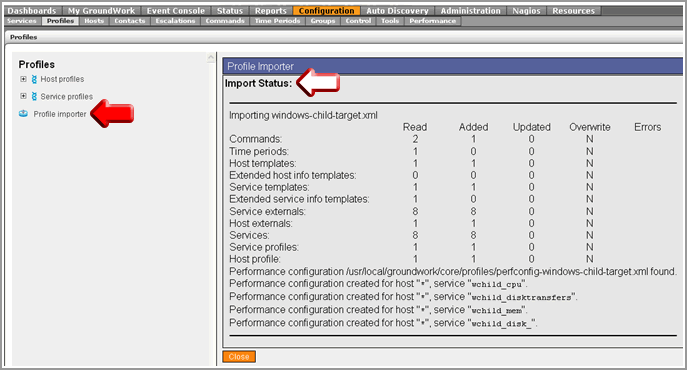 Dashboards My GroundWork Event Console Status Reports Configuration Auto Discovery Administration Nagios Resources
Services Profiles Hosts Contacts Escalations Commands Time Periods Groups Control Tools Performance
Profiles
Profiles
Host profiles
Service profiles
Profile importer
Profile Importer
Import Status:
Importing windows-child-target.xml
Read Added Updated Overwrite Errors
Commands: 2 1 0 N
Time periods: 1 0 0 N
Host templates: 1 1 0 N
Extended host info templates: 0 0 0 N
Service templates: 1 1 0 N
Extended service info templates: 1 0 0 N
Service externals: 8 8 0 N
Host externals: 1 1 0 N
Services: 8 8 0 N
Service profiles: 1 1 0 N
Host profile: 1 1 0 N
Performance configuration /usr/local/groundwork/core/profiles/perfconfig-windows-child-target.xml found.
Performance configuration created for host "*", service "wchild_cpu".
Performance configuration created for host "*", service "wchild_disktransfers".
Performance configuration created for host "*", service "wchild_mem".
Performance configuration created for host "*", service "wchild_disk_".
Close